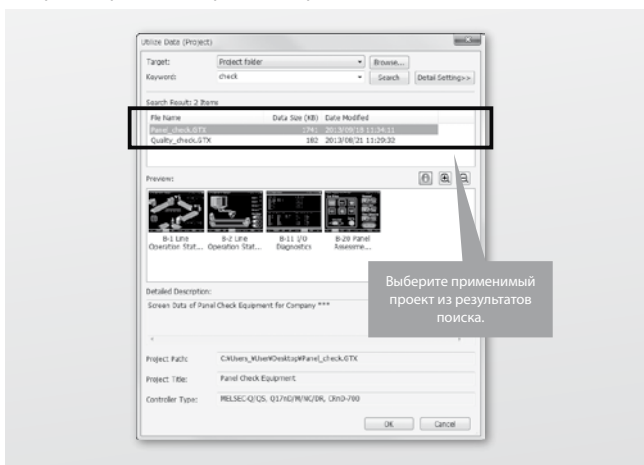 Utilize Data (Project)
Target: Project folder Browse...
Keyword: check Search Detail Setting>>
Search Result: 2 Items
File Name Data Size (KB) Date Modified
Panel_check.GTX 1741 2013/09/19 11:34:11
Quality_check.GTX 182 2013/08/21 11:29:32
Preview:
B-1 Line B-2 Line B-11 I/O B-20 Panel
Operation Stat... Operation Stat... Diagnostics Assessme...
Выберите применимый
проект из результатов
поиска.
Detailed Description:
Screen Data of Panel Check Equipment for Company ***
Project Path: C:¥Users_¥User¥Desktop¥Panel_check.GTX
Project Title: Panel Check Equipment
Controller Type: MELSEC-Q/QS, Q17nD/M/NC/DR, CRnD-700
OK Cancel